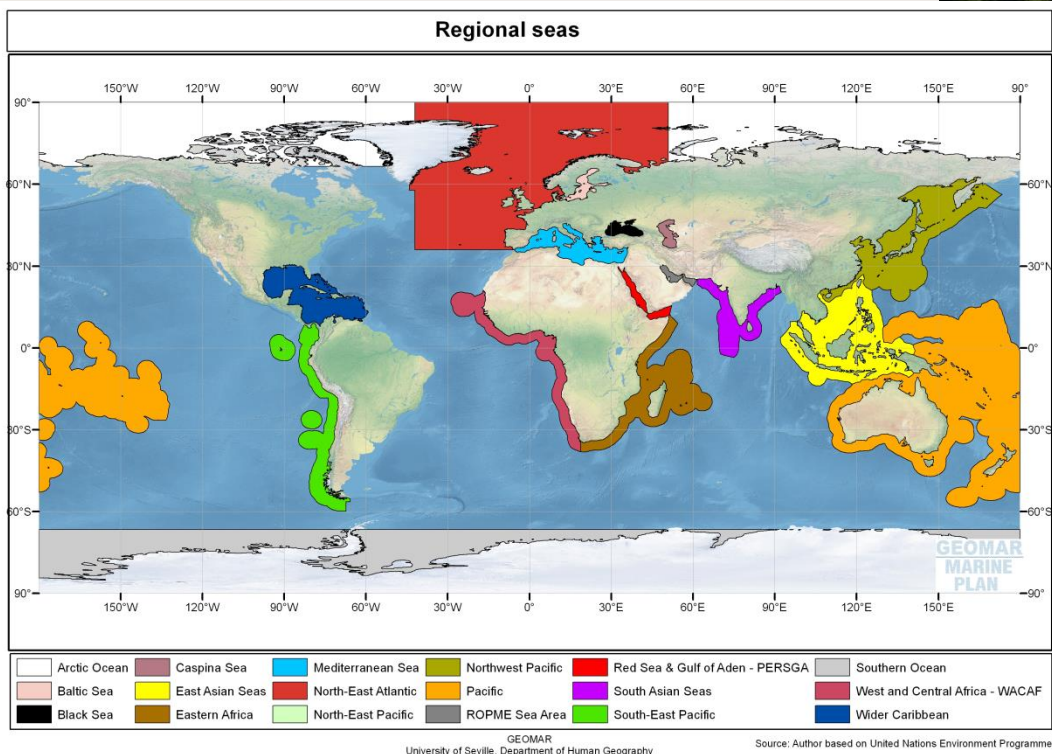 Regional seas
150°W 120°W 90°W 60°W 30°W 0° 30°E 60°E 90°E 120°E 150°E 90°
90° 90°
60°N 60°N
30°N 30°N
0° 0°
30°S 30°S
60°S 60°S
GEOMAR
MARINE
PLAN
90° 90°
150°W 120°W 90°W 60°W 30°W 0° 30°E 60°E 90°E 120°E 150°E
Arctic Ocean Caspina Sea Mediterranean Sea Northwest Pacific Red Sea & Gulf of Aden - PERSGA Southern Ocean
Baltic Sea East Asian Seas North-East Atlantic Pacific South Asian Seas West and Central Africa - WACAF
Black Sea Eastern Africa North-East Pacific ROPME Sea Area South-East Pacific Wider Caribbean
GEOMAR
University of Seville. Department of Human Geography
Source: Author based on United Nations Environment Programme